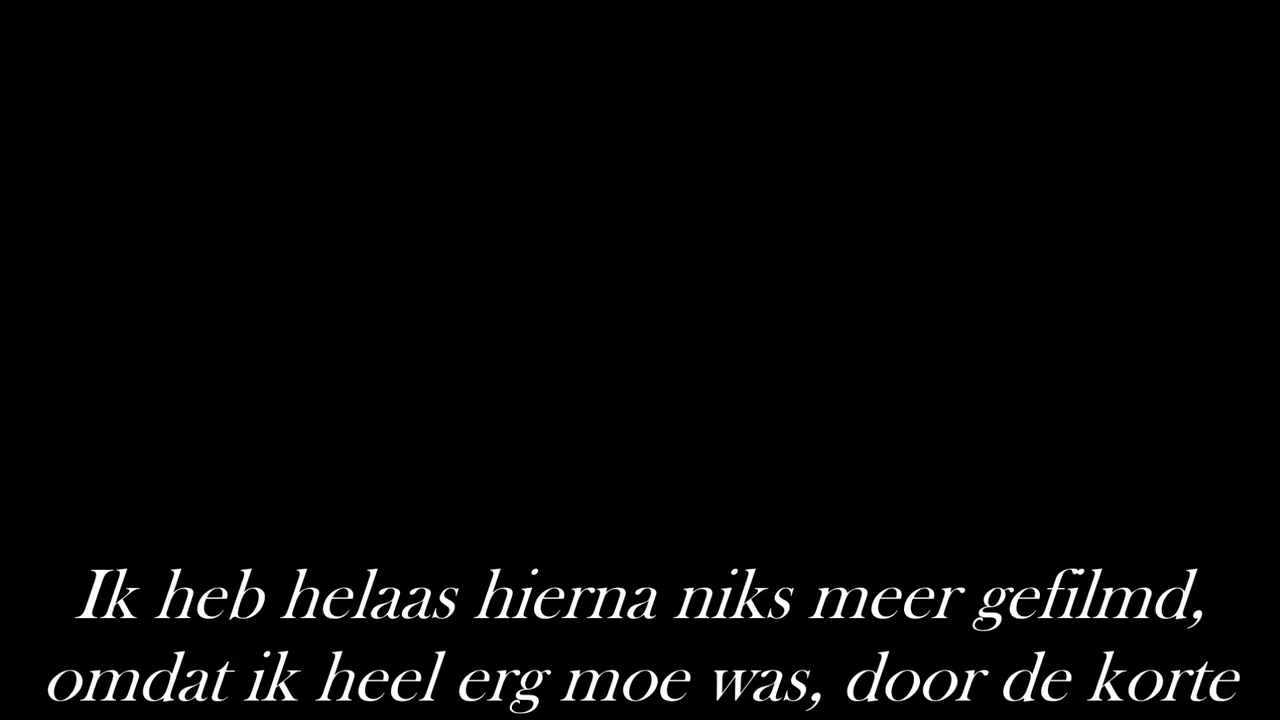 Ik heb helaas hierna niks meer gefilmd,
omdat ik heel erg moe was, door de korte